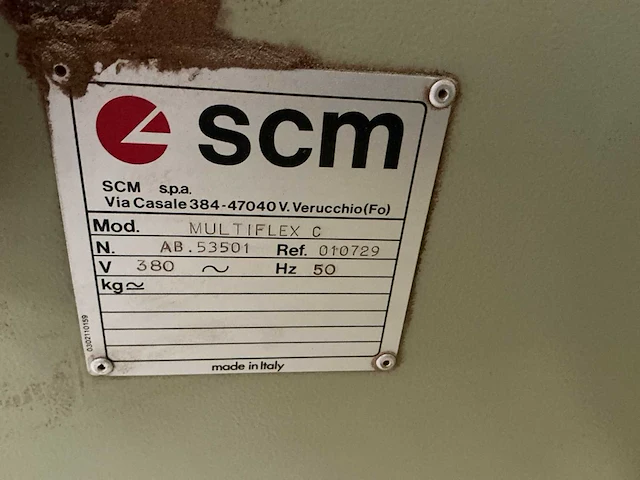 scm
SCM s.p.a.
Via Casale 384-47040 V. Verucchio (Fo)
Mod. MULTIFLEX C
N. AB.53501 Ref. 010729
V 380 ~ Hz 50
kg ≃
0302110159
made in Italy